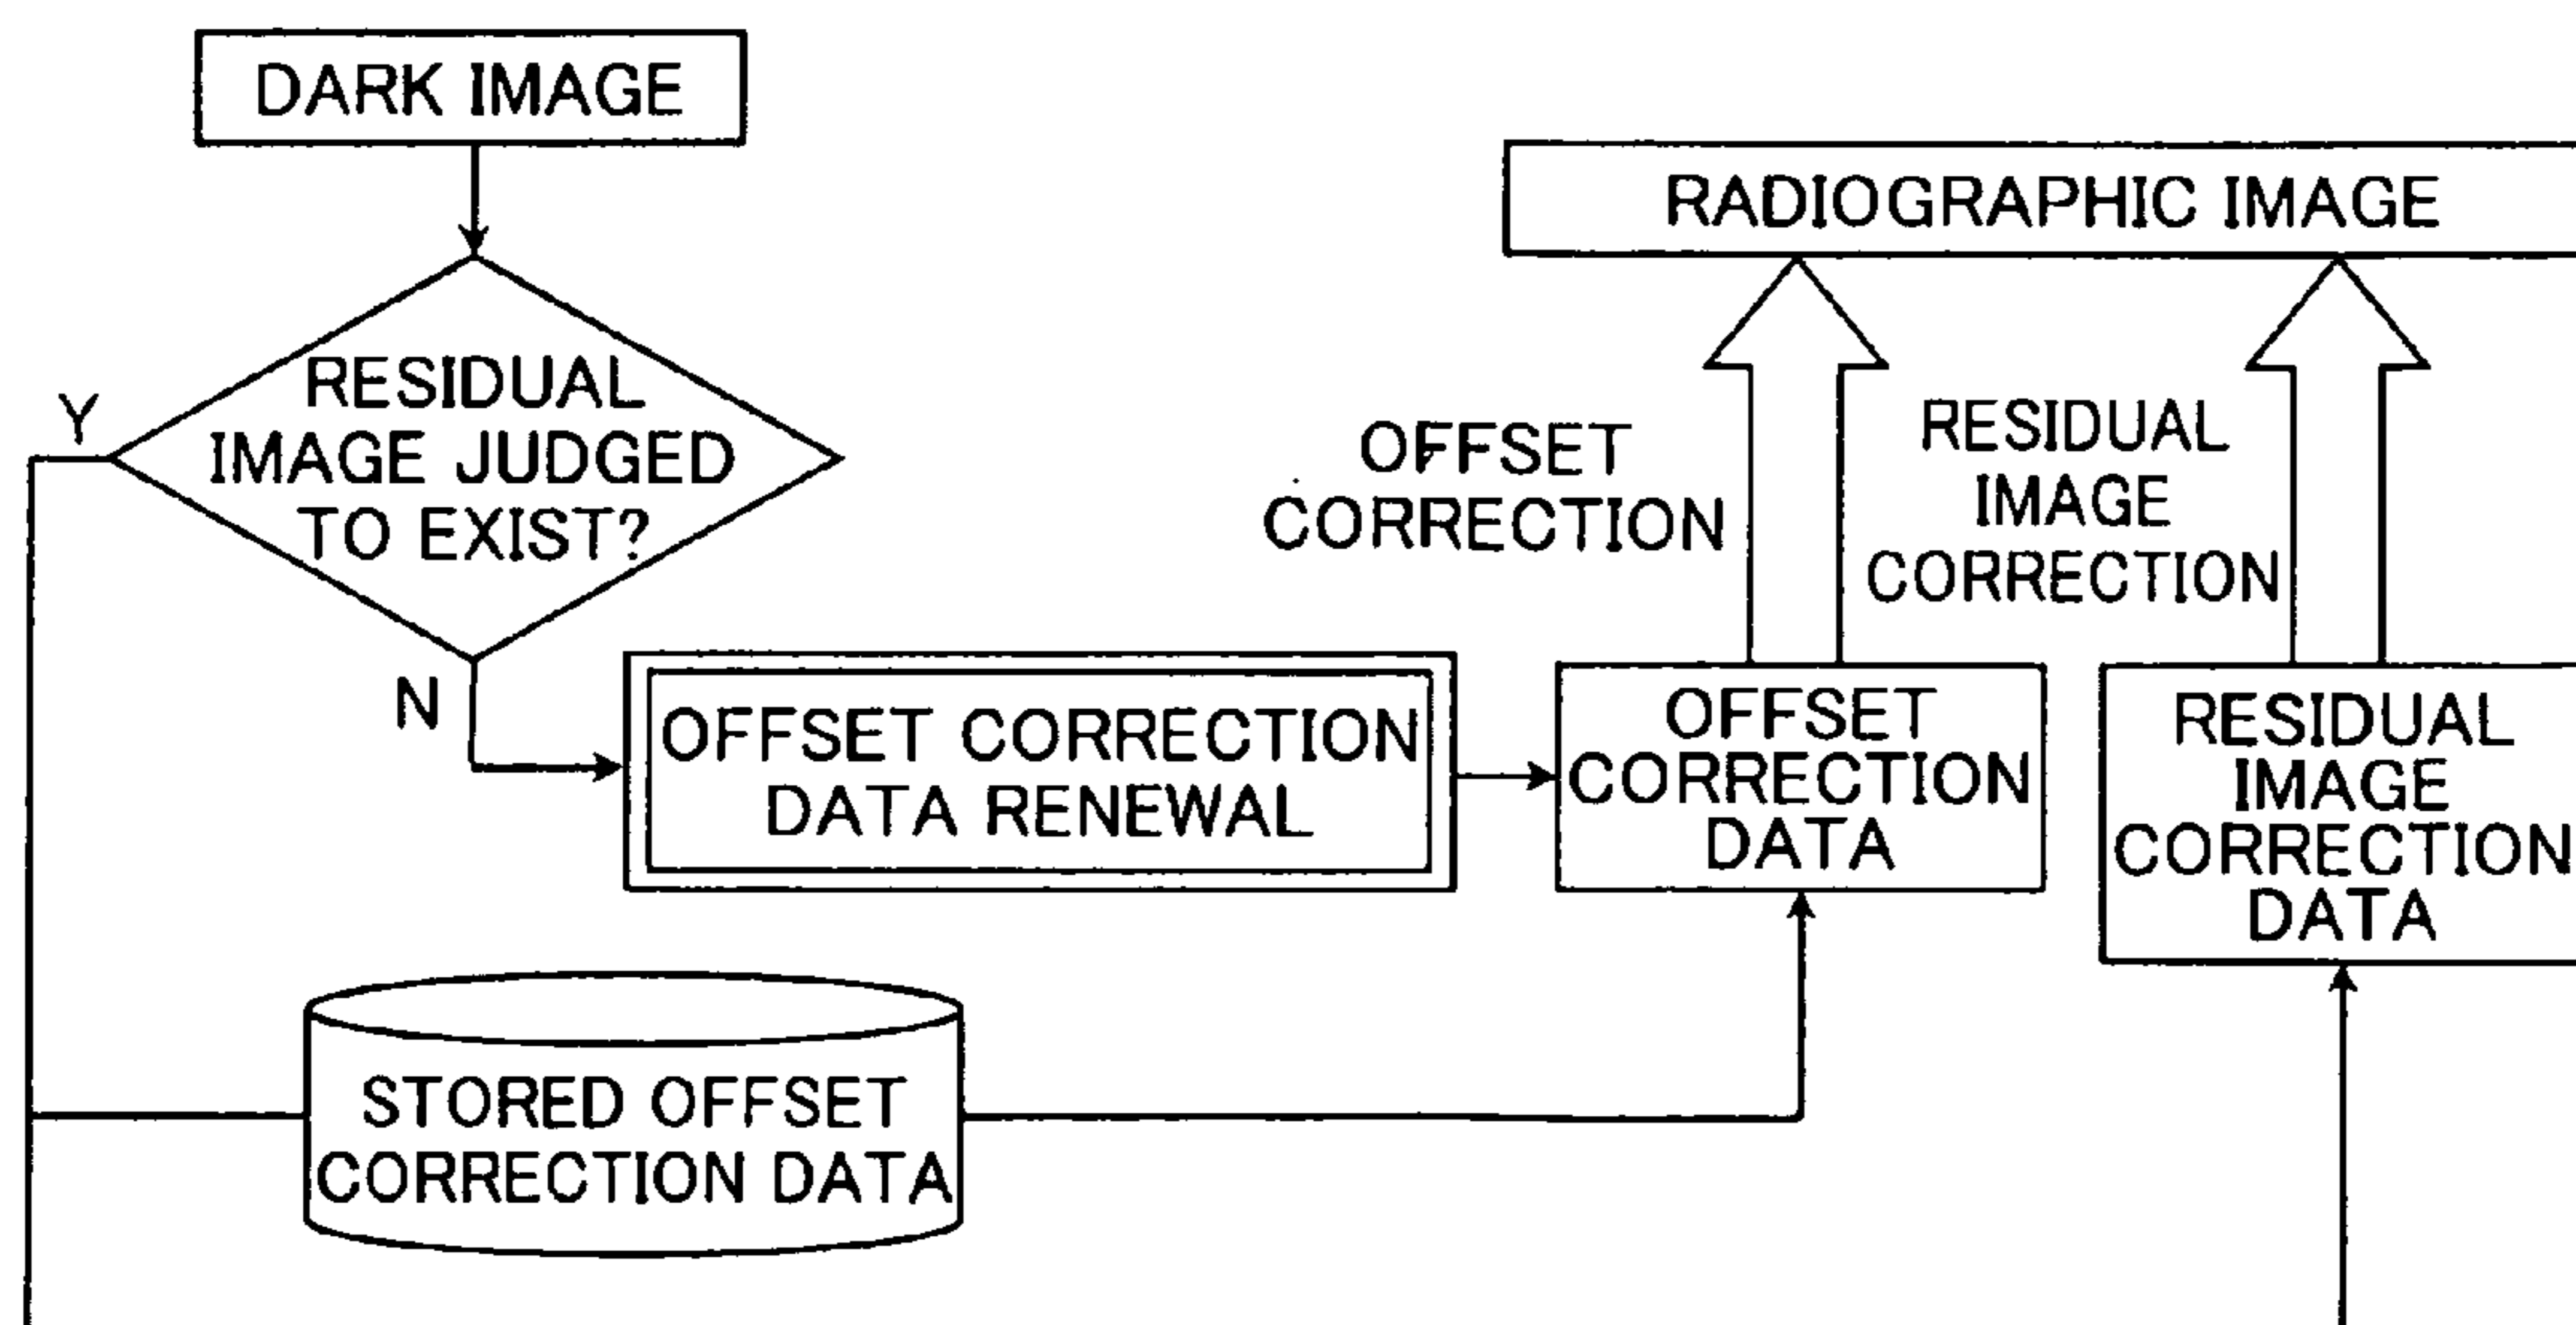 DARK IMAGE
RADIOGRAPHIC IMAGE
RESIDUAL
IMAGE JUDGED
TO EXIST?
Y
N
OFFSET
CORRECTION
RESIDUAL
IMAGE
CORRECTION
OFFSET CORRECTION
DATA RENEWAL
OFFSET
CORRECTION
DATA
RESIDUAL
IMAGE
CORRECTION
DATA
STORED OFFSET
CORRECTION DATA